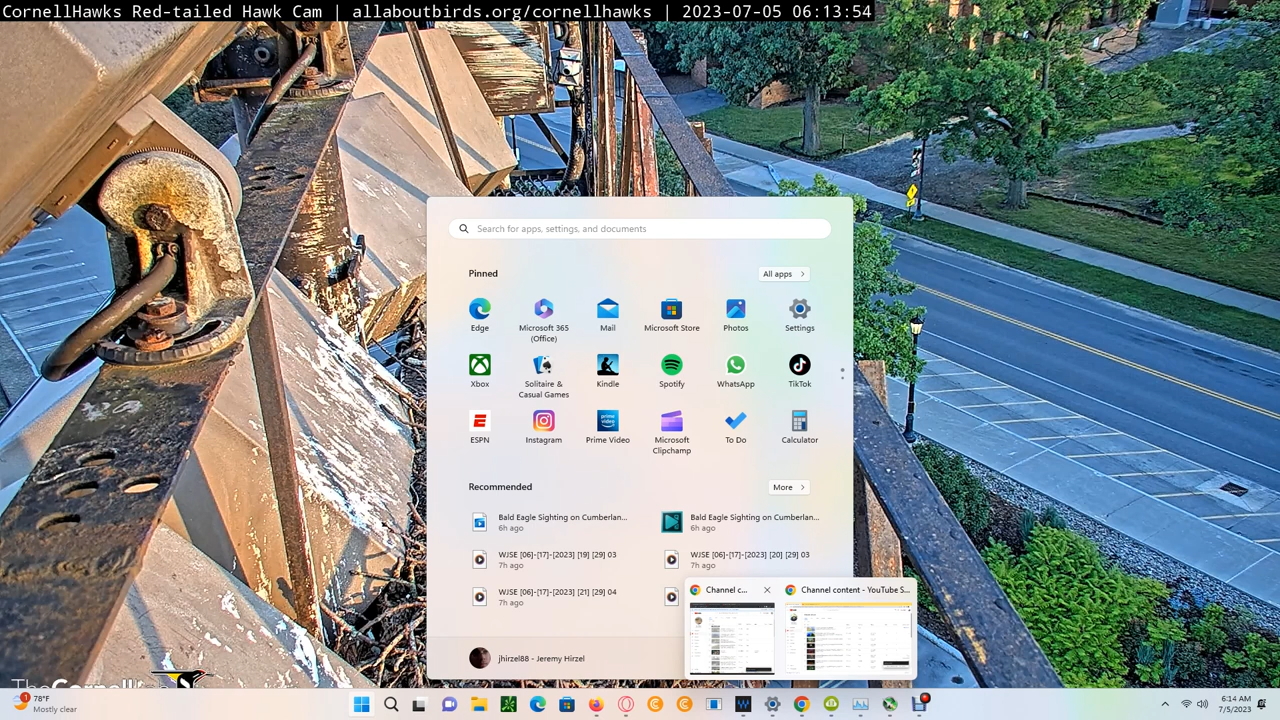 CornellHawks Red-tailed Hawk Cam | allaboutbirds.org/cornellhawks | 2023-07-05 06:13:54
Search for apps, settings, and documents
Pinned
All apps
Edge
Microsoft 365 (Office)
Mail
Microsoft Store
Photos
Settings
Xbox
Solitaire & Casual Games
Kindle
Spotify
WhatsApp
TikTok
ESPN
Instagram
Prime Video
Microsoft Clipchamp
To Do
Calculator
Recommended
More
Bald Eagle Sighting on Cumberlan...
6h ago
Bald Eagle Sighting on Cumberlan...
6h ago
WJSE [06]-[17]-[2023] [19] [29] 03
7h ago
WJSE [06]-[17]-[2023] [20] [29] 03
7h ago
WJSE [06]-[17]-[2023] [21] [29] 04
7h ago
Channel c...
Channel content - YouTube S...
jhirzel88 - Jeremy Hirzel
78°F
Mostly clear
6:14 AM
7/5/2023